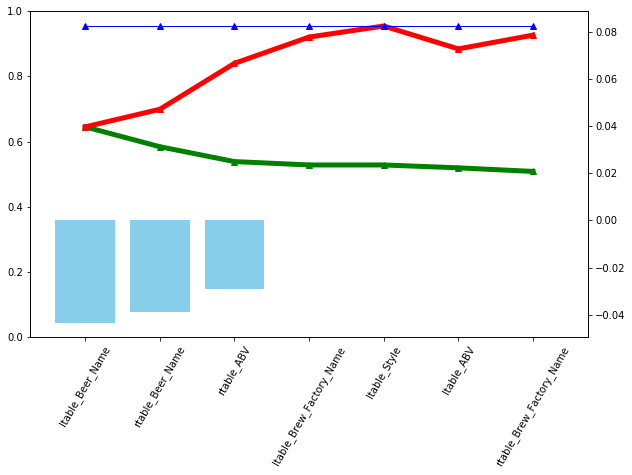 1.0
0.8
0.6
0.4
0.2
0.0
0.08
0.06
0.04
0.02
0.00
−0.02
−0.04
ltable_Beer_Name
rtable_Beer_Name
rtable_ABV
ltable_Brew_Factory_Name
ltable_Style
ltable_ABV
rtable_Brew_Factory_Name